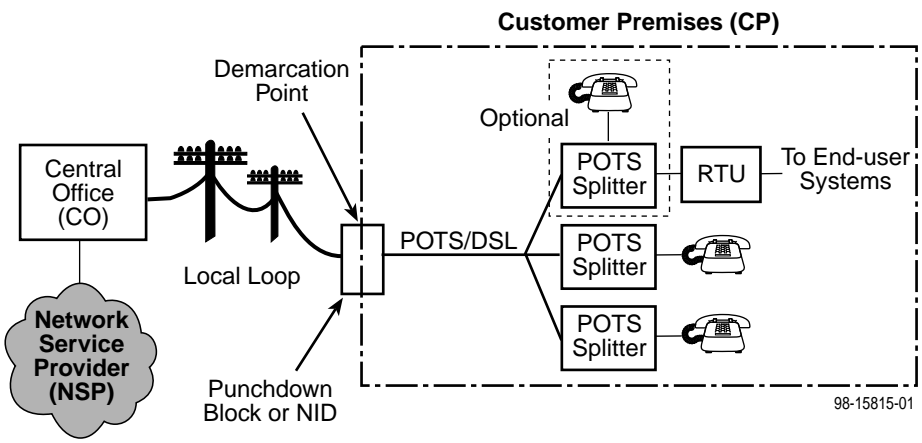 Customer Premises (CP)
Demarcation
Point
Optional
Central
Office
(CO)
POTS
Splitter
RTU
To End-user
Systems
POTS/DSL
POTS
Splitter
Local Loop
POTS
Splitter
Network
Service
Provider
(NSP)
Punchdown
Block or NID
98-15815-01